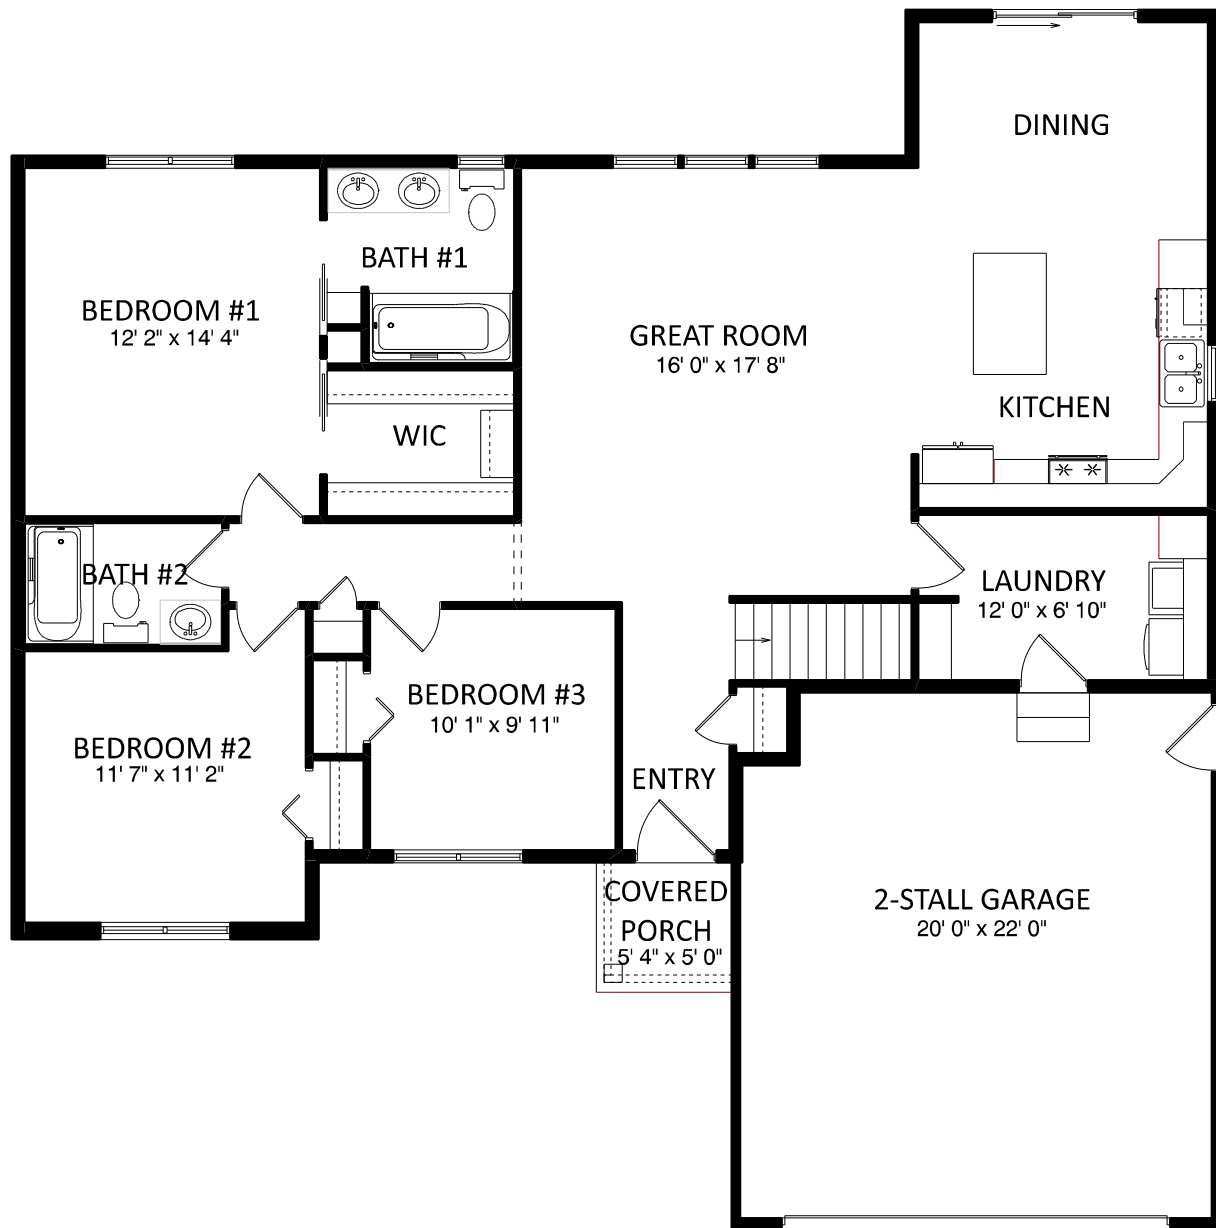 DINING
BATH #1
BEDROOM #1
12' 2" x 14' 4"
GREAT ROOM
16' 0" x 17' 8"
KITCHEN
WIC
BATH #2
LAUNDRY
12' 0" x 6' 10"
BEDROOM #3
10' 1" x 9' 11"
BEDROOM #2
11' 7" x 11' 2"
ENTRY
COVERED
PORCH
5' 4" x 5' 0"
2-STALL GARAGE
20' 0" x 22' 0"